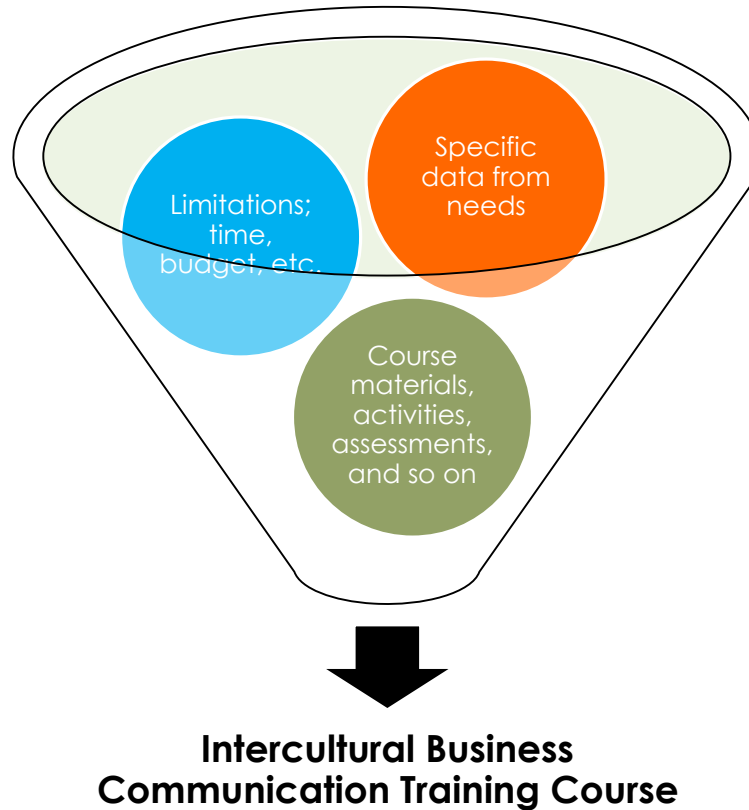 Specific
data from
needs
Limitations;
time,
budget, etc.
Course
materials,
activities,
assessments,
and so on
Intercultural Business
Communication Training Course